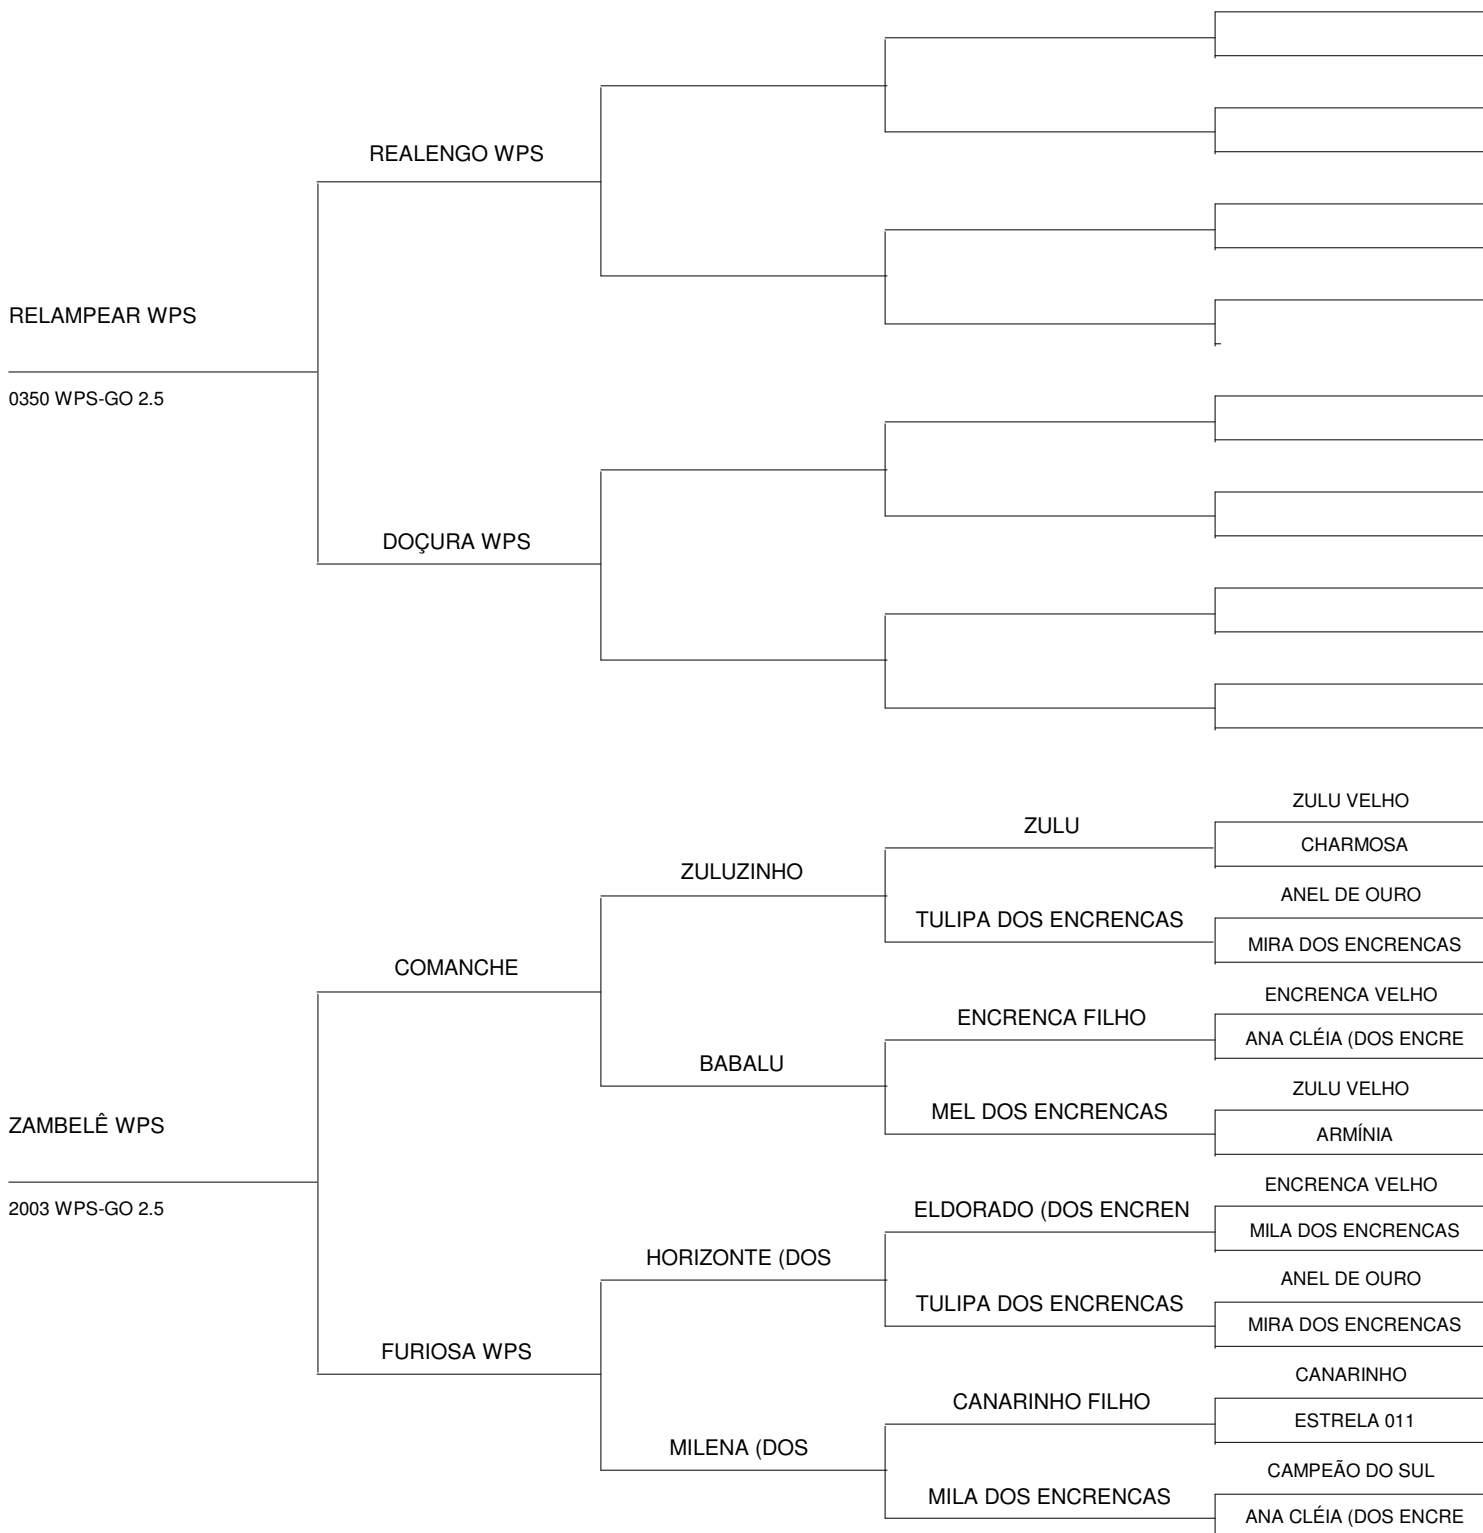 REALENGO WPS
RELAMPEAR WPS
0350 WPS-GO 2.5
DOÇURA WPS
ZULU VELHO
ZULU
CHARMOSA
ZULUZINHO
ANEL DE OURO
TULIPA DOS ENCRENCAS
MIRA DOS ENCRENCAS
COMANCHE
ENCRENCA VELHO
ENCRENCA FILHO
ANA CLÉIA (DOS ENCRE
BABALU
ZULU VELHO
MEL DOS ENCRENCAS
ARMÍNIA
ZAMBELÊ WPS
2003 WPS-GO 2.5
ENCRENCA VELHO
ELDORADO (DOS ENCREN
MILA DOS ENCRENCAS
HORIZONTE (DOS
ANEL DE OURO
TULIPA DOS ENCRENCAS
MIRA DOS ENCRENCAS
FURIOSA WPS
CANARINHO
CANARINHO FILHO
ESTRELA 011
MILENA (DOS
CAMPEÃO DO SUL
MILA DOS ENCRENCAS
ANA CLÉIA (DOS ENCRE